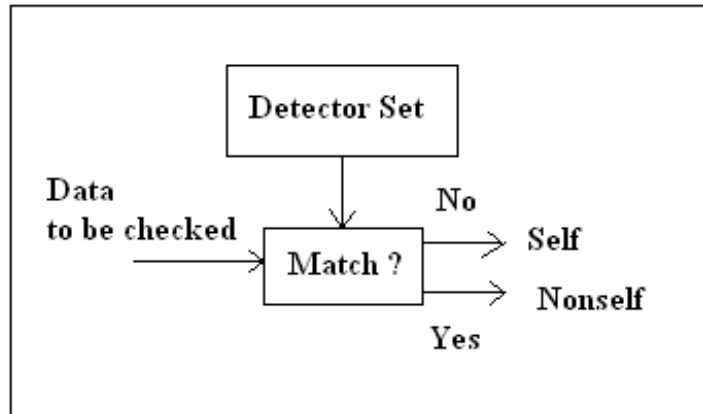 Detector Set
Data
to be checked
No
Match ?
Self
Nonself
Yes